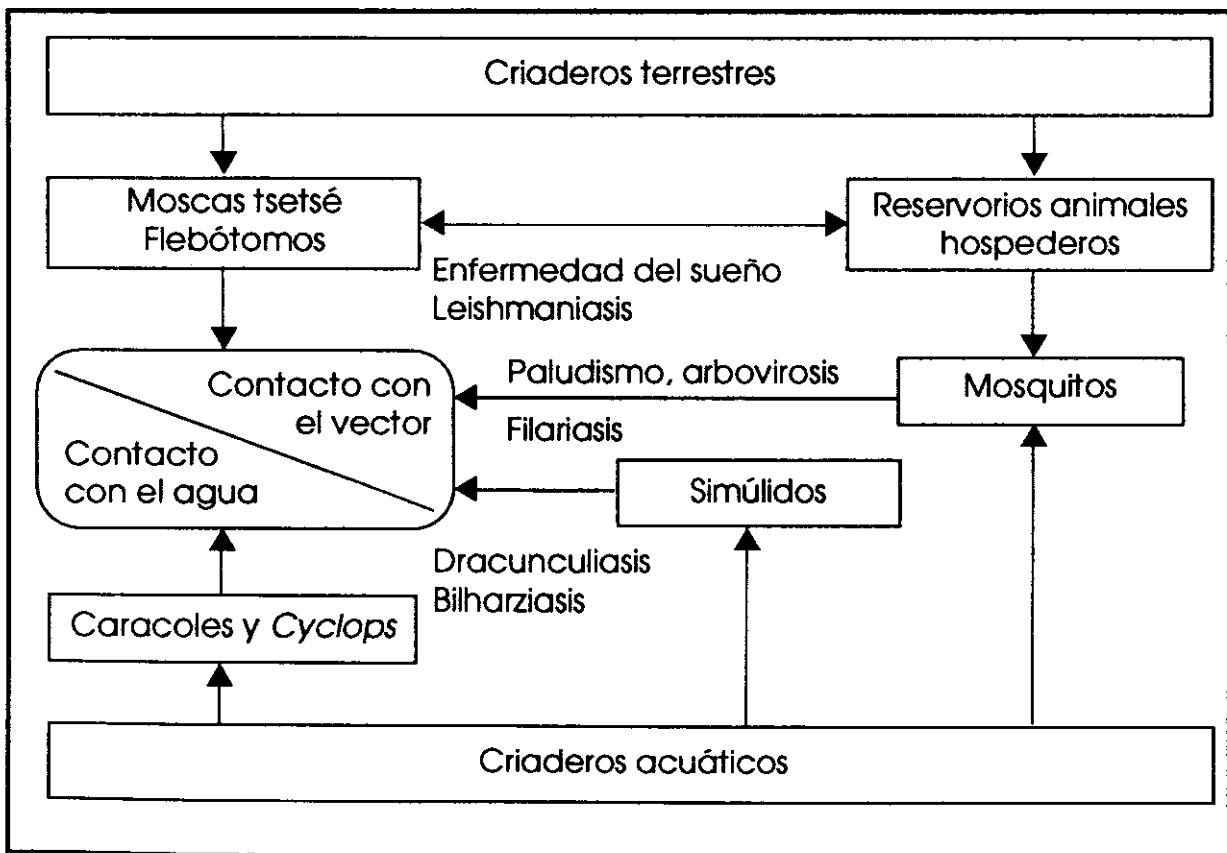 Criaderos terrestres
Moscas tsetsé
Flebótomos
Reservorios animales
hospederos
Enfermedad del sueño
Leishmaniasis
Contacto con
el vector
Contacto
con el agua
Paludismo, arbovirosis
Filariasis
Mosquitos
Simúlidos
Dracunculiasis
Bilharziasis
Caracoles y Cyclops
Criaderos acuáticos